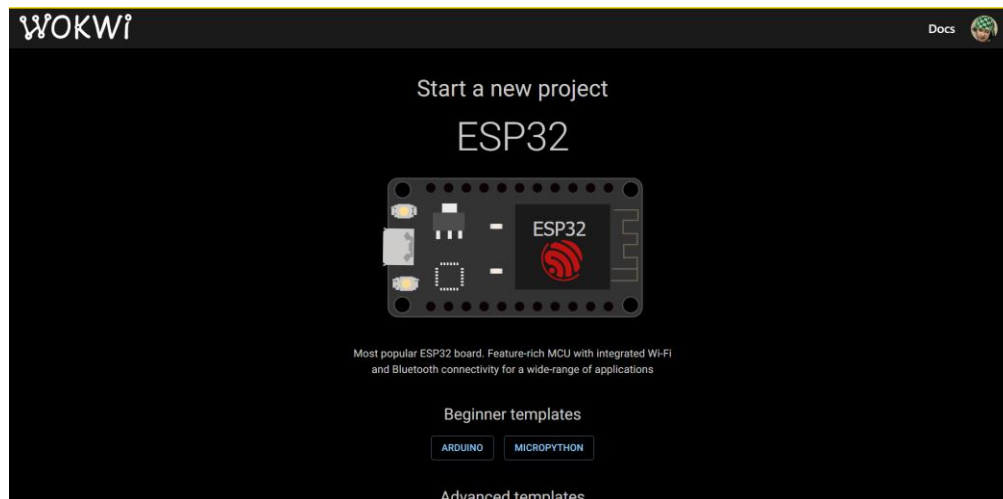 WOKWi
Docs
Start a new project
ESP32
ESP32
Most popular ESP32 board. Feature-rich MCU with integrated Wi-Fi
and Bluetooth connectivity for a wide-range of applications
Beginner templates
ARDUINO MICROPYTHON
Advanced templates